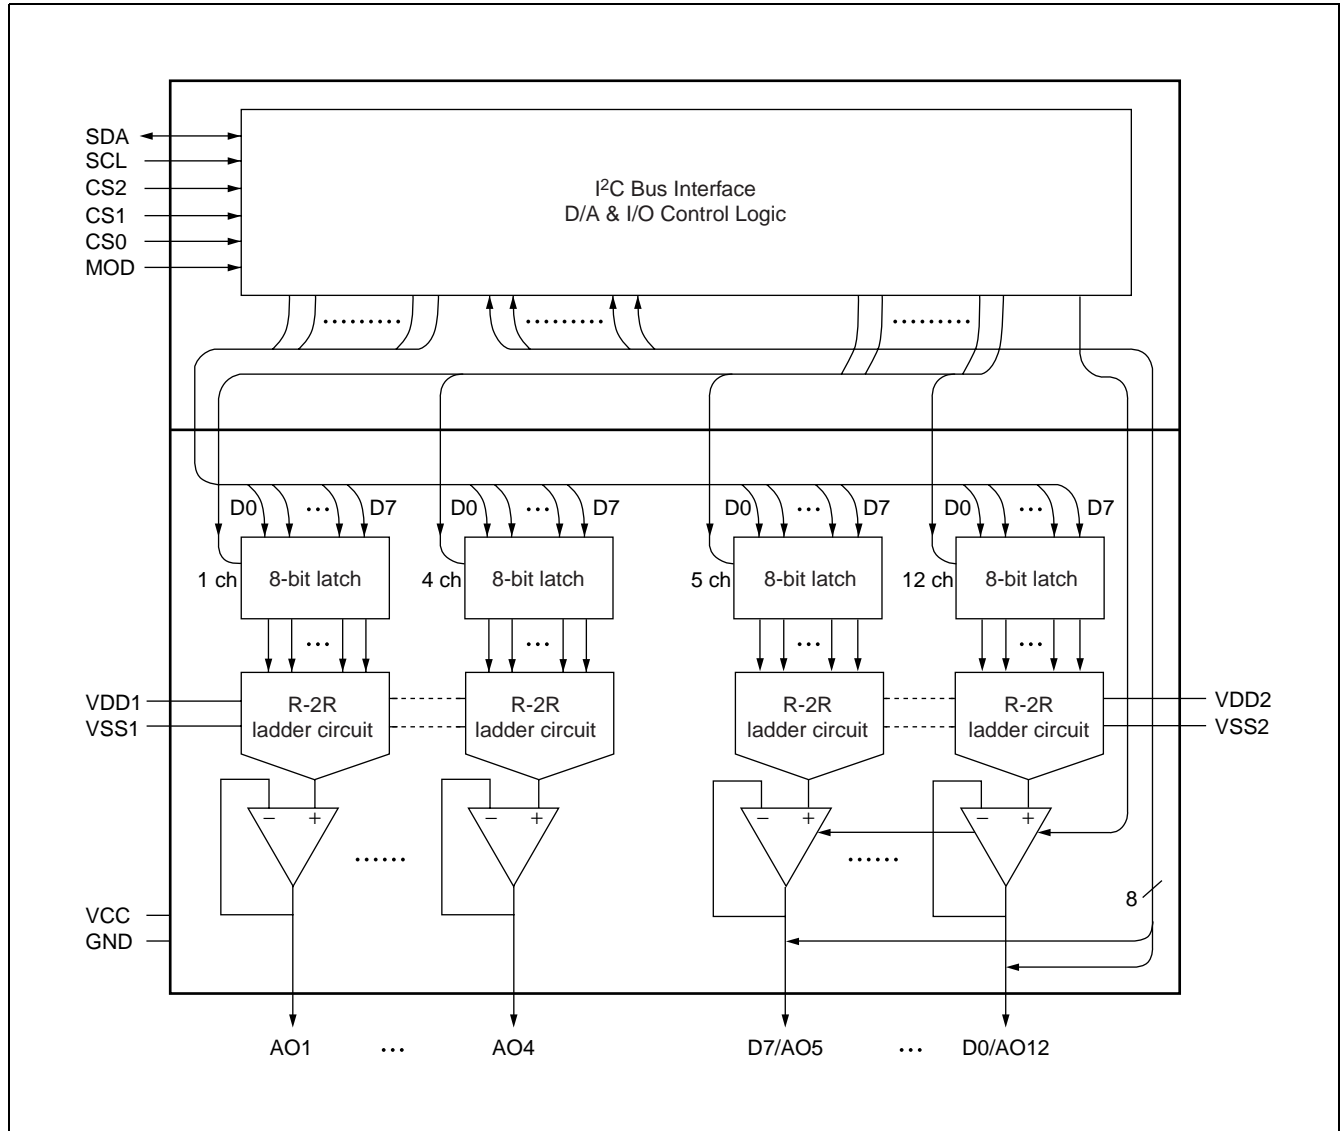 SDA
SCL
CS2
CS1
CS0
MOD
I²C Bus Interface
D/A & I/O Control Logic
D0 ... D7 D0 ... D7 D0 ... D7 D0 ... D7
1 ch 8-bit latch 4 ch 8-bit latch 5 ch 8-bit latch 12 ch 8-bit latch
VDD1
VSS1
R-2R
ladder circuit
R-2R
ladder circuit
R-2R
ladder circuit
R-2R
ladder circuit
VDD2
VSS2
− + − + − + − +
8
VCC
GND
AO1 ... AO4 D7/AO5 ... D0/AO12